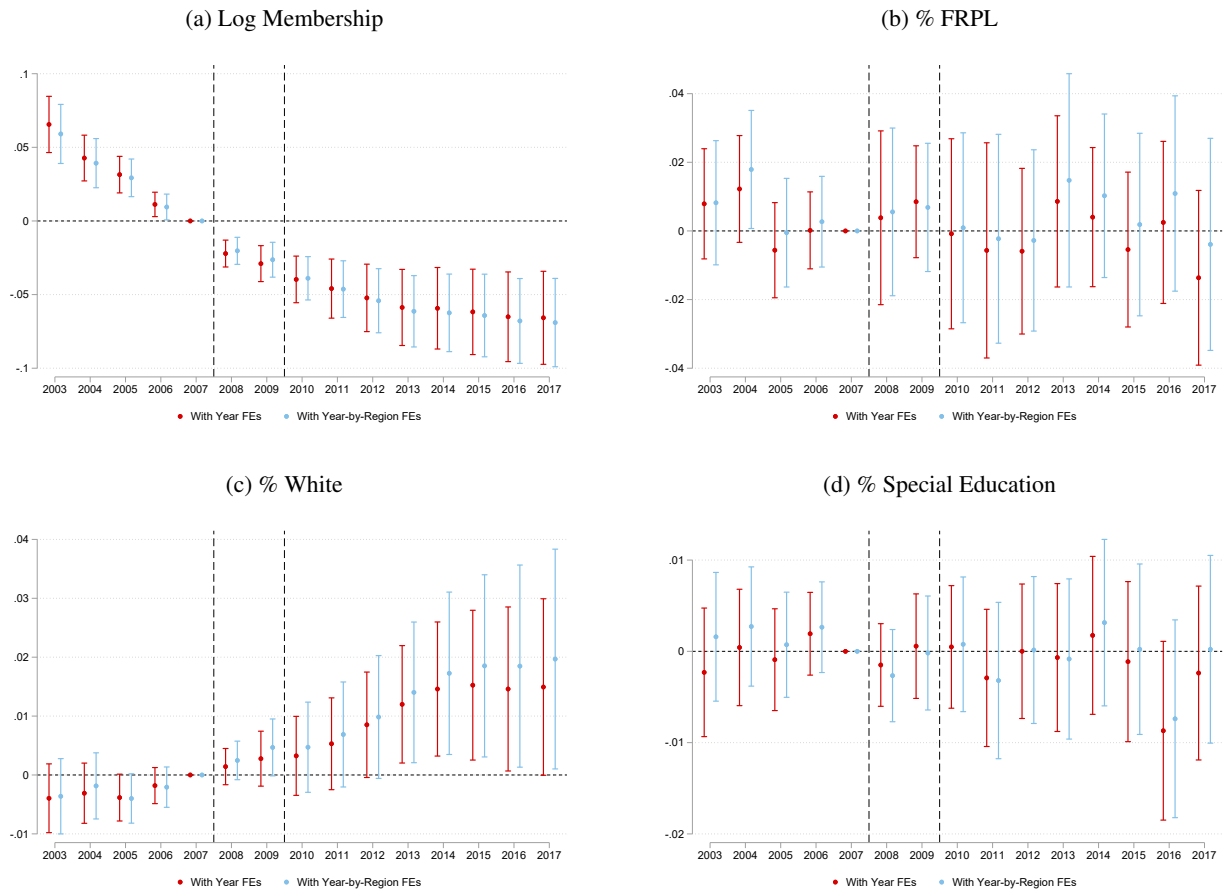 (a) Log Membership
.1
.05
0
-.05
-.1
2003 2004 2005 2006 2007 2008 2009 2010 2011 2012 2013 2014 2015 2016 2017
With Year FEs With Year-by-Region FEs
(b) % FRPL
.04
.02
0
-.02
-.04
2003 2004 2005 2006 2007 2008 2009 2010 2011 2012 2013 2014 2015 2016 2017
With Year FEs With Year-by-Region FEs
(c) % White
.04
.03
.02
.01
0
-.01
2003 2004 2005 2006 2007 2008 2009 2010 2011 2012 2013 2014 2015 2016 2017
With Year FEs With Year-by-Region FEs
(d) % Special Education
.01
0
-.01
-.02
2003 2004 2005 2006 2007 2008 2009 2010 2011 2012 2013 2014 2015 2016 2017
With Year FEs With Year-by-Region FEs